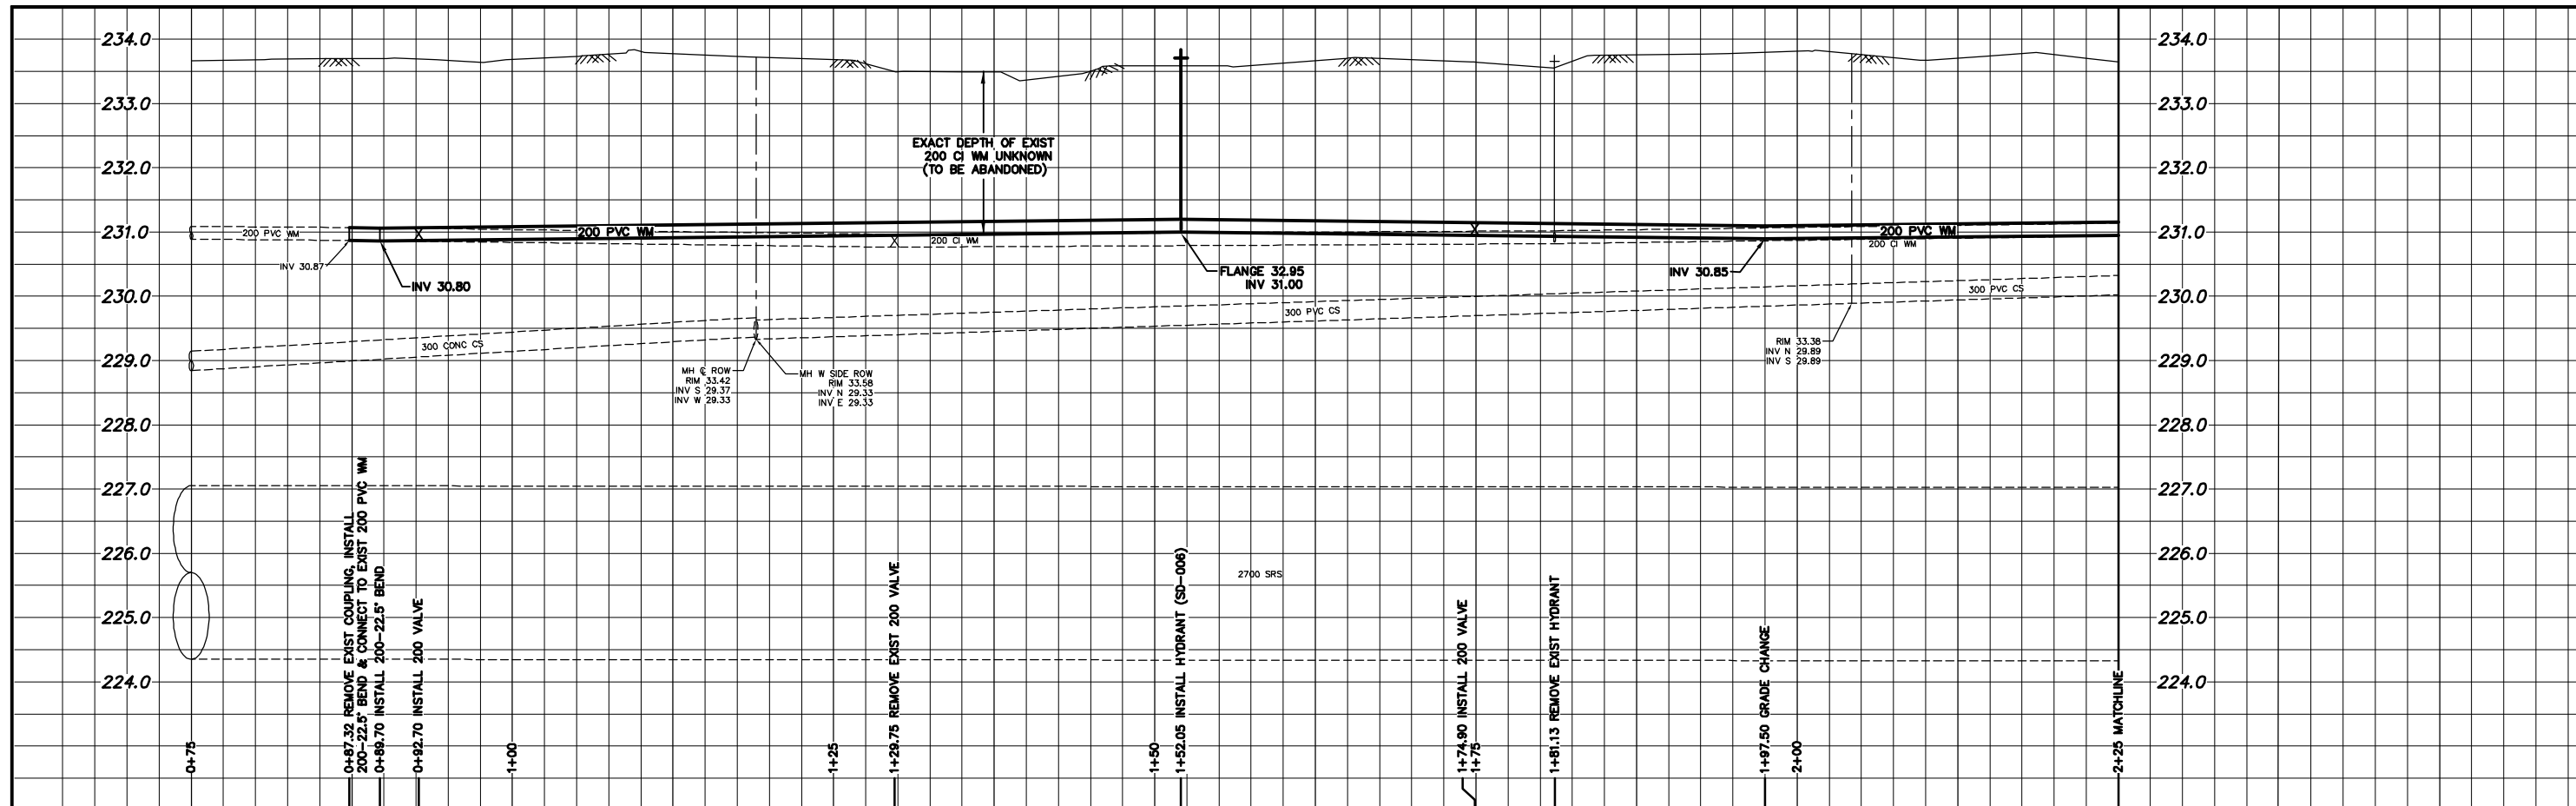 234.0
234.0
233.0
233.0
EXACT DEPTH OF EXIST
200 CI WM UNKNOWN
(TO BE ABANDONED)
232.0
232.0
231.0
200 PVC WM
200 PVC WM
200 CI WM
200 PVC WM
200 CI WM
231.0
INV 30.87
INV 30.80
FLANGE 32.95
INV 31.00
INV 30.85
230.0
300 PVC CS
300 PVC CS
230.0
229.0
300 CONC CS
MH ℄ ROW
RIM 33.42
INV S 29.37
INV W 29.33
MH W SIDE ROW
RIM 33.58
INV N 29.33
INV E 29.33
RIM 33.38
INV N 29.89
INV S 29.89
229.0
228.0
228.0
227.0
227.0
226.0
226.0
2700 SRS
225.0
225.0
224.0
224.0
0+75
0+87.32 REMOVE EXIST COUPLING, INSTALL
200-22.5° BEND & CONNECT TO EXIST 200 PVC WM
0+89.70 INSTALL 200-22.5° BEND
0+92.70 INSTALL 200 VALVE
1+00
1+25
1+29.75 REMOVE EXIST 200 VALVE
1+50
1+52.05 INSTALL HYDRANT (SD-006)
1+74.90 INSTALL 200 VALVE
1+75
1+81.13 REMOVE EXIST HYDRANT
1+97.50 GRADE CHANGE
2+00
2+25 MATCHLINE